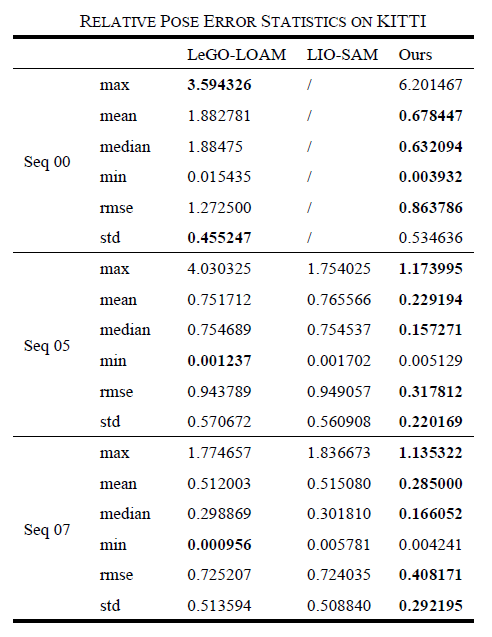 RELATIVE POSE ERROR STATISTICS ON KITTI
LeGO-LOAM LIO-SAM Ours
Seq 00
max 3.594326 / 6.201467
mean 1.882781 / 0.678447
median 1.88475 / 0.632094
min 0.015435 / 0.003932
rmse 1.272500 / 0.863786
std 0.455247 / 0.534636
Seq 05
max 4.030325 1.754025 1.173995
mean 0.751712 0.765566 0.229194
median 0.754689 0.754537 0.157271
min 0.001237 0.001702 0.005129
rmse 0.943789 0.949057 0.317812
std 0.570672 0.560908 0.220169
Seq 07
max 1.774657 1.836673 1.135322
mean 0.512003 0.515080 0.285000
median 0.298869 0.301810 0.166052
min 0.000956 0.005781 0.004241
rmse 0.725207 0.724035 0.408171
std 0.513594 0.508840 0.292195